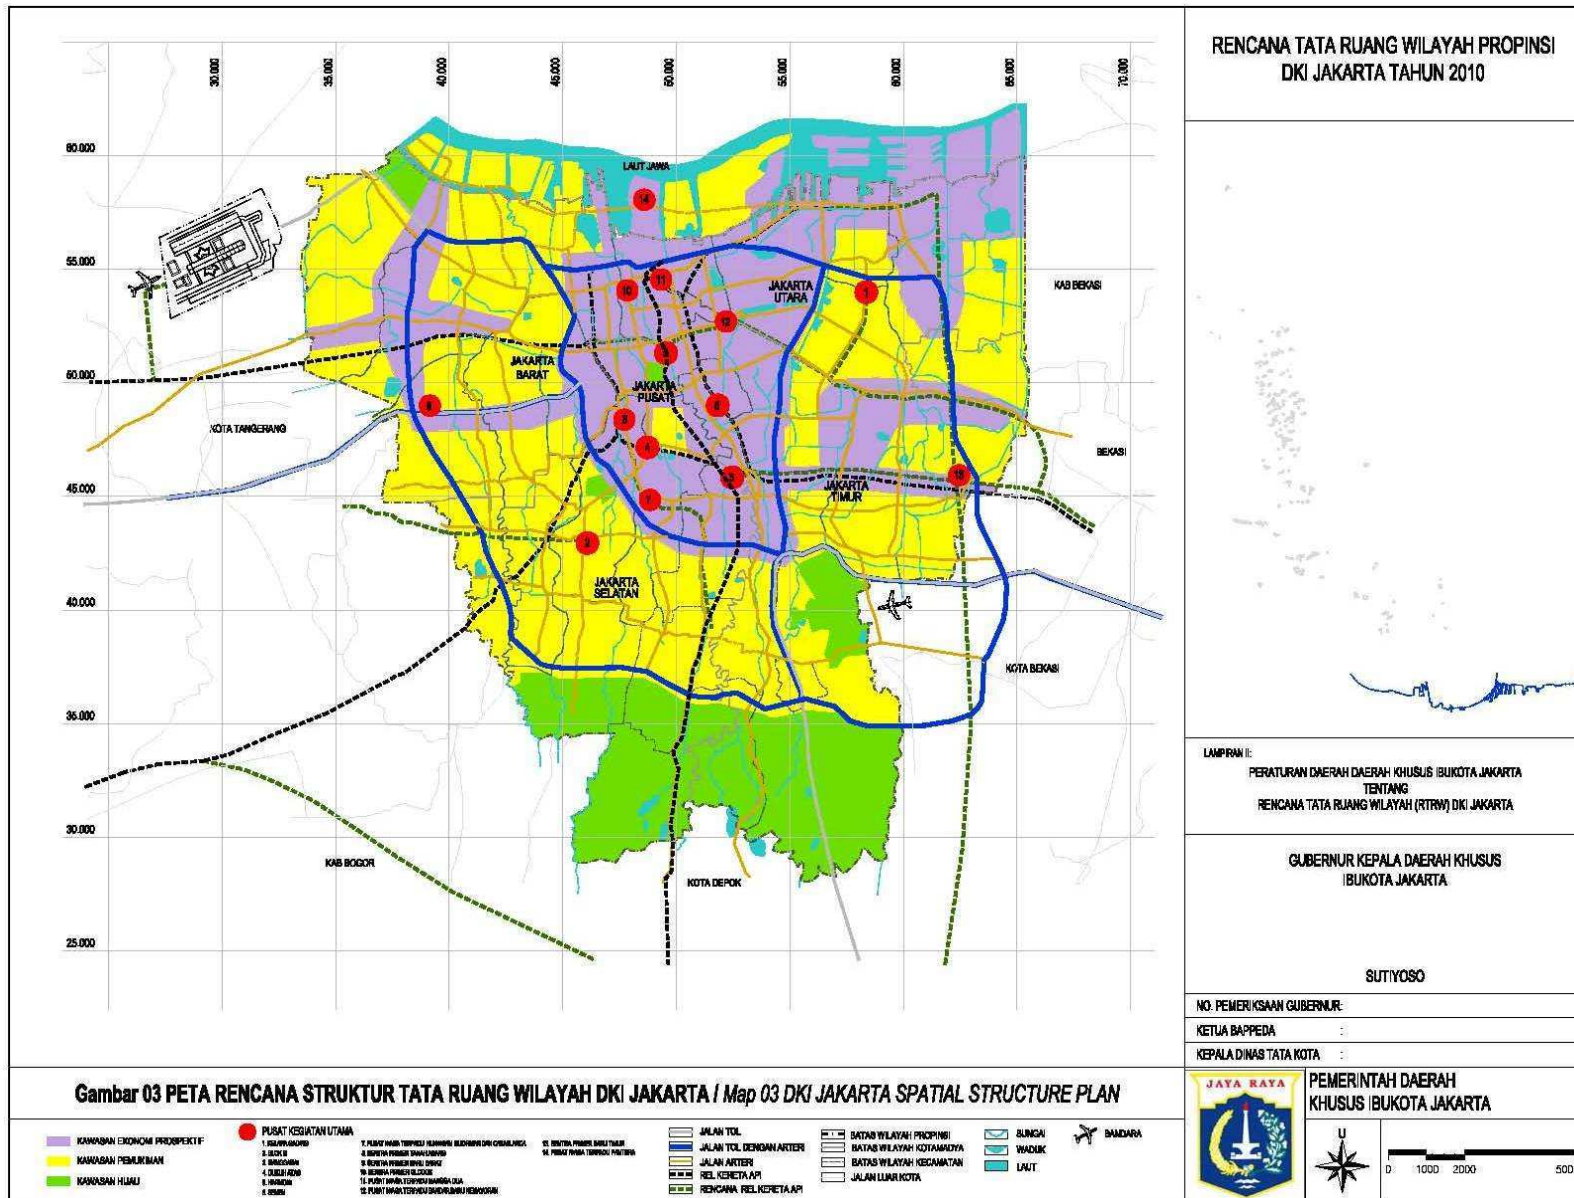 RENCANA TATA RUANG WILAYAH PROPINSI
DKI JAKARTA TAHUN 2010
30.000
35.000
40.000
45.000
50.000
55.000
60.000
65.000
70.000
60.000
55.000
60.000
45.000
40.000
35.000
30.000
25.000
LAUT JAWA
14
11
10
12
1
JAKARTA
UTARA
KAB BEKASI
JAKARTA
BARAT
JAKARTA
PUSAT
KOTA TANGERANG
BEKASI
7
JAKARTA
TIMUR
JAKARTA
SELATAN
KOTA BEKASI
KAB BOGOR
KOTA DEPOK
LAMPIRAN II:
PERATURAN DAERAH DAERAH KHUSUS IBUKOTA JAKARTA
TENTANG
RENCANA TATA RUANG WILAYAH (RTRW) DKI JAKARTA
GUBERNUR KEPALA DAERAH KHUSUS
IBUKOTA JAKARTA
SUTIYOSO
NO. PEMERIKSAAN GUBERNUR:
KETUA BAPPEDA :
KEPALA DINAS TATA KOTA :
Gambar 03 PETA RENCANA STRUKTUR TATA RUANG WILAYAH DKI JAKARTA / Map 03 DKI JAKARTA SPATIAL STRUCTURE PLAN
KAWASAN EKONOMI PROSPEKTIF
KAWASAN PEMUKIMAN
KAWASAN HIJAU
PUSAT KEGIATAN UTAMA
JALAN TOL
JALAN TOL DENGAN ARTERI
JALAN ARTERI
REL KERETA API
RENCANA REL KERETA API
BATAS WILAYAH PROPINSI
BATAS WILAYAH KOTAMADYA
BATAS WILAYAH KECAMATAN
JALAN LUAR KOTA
SUNGAI
WADUK
LAUT
BANDARA
JAYA RAYA
PEMERINTAH DAERAH
KHUSUS IBUKOTA JAKARTA
U
0 1000 2000 500